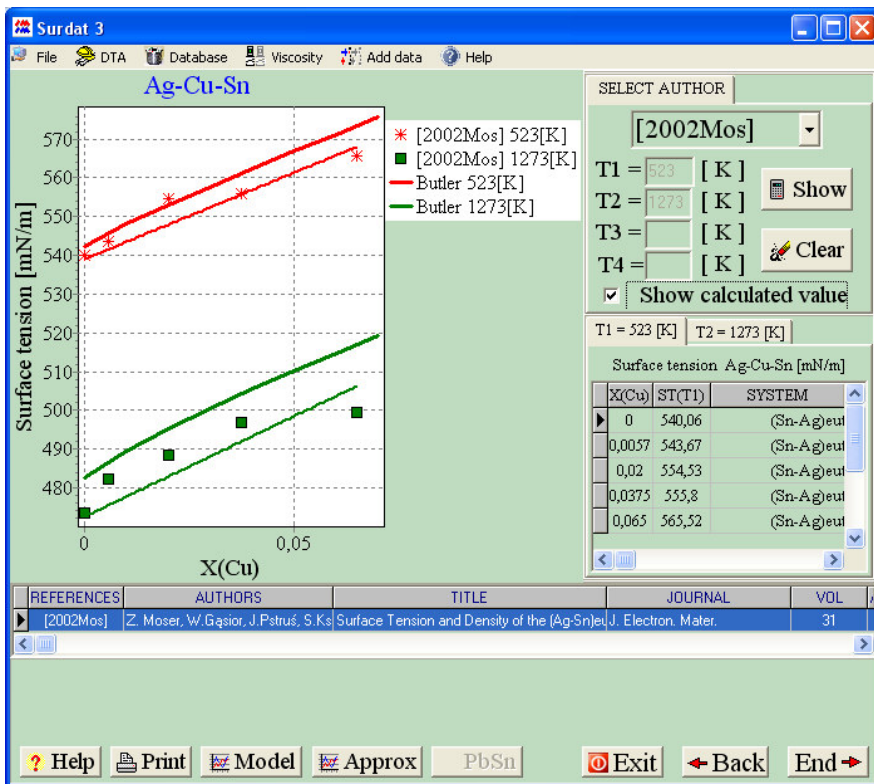 Surdat 3
File DTA Database Viscosity Add data Help
Ag-Cu-Sn
570
560
550
540
530
520
510
500
490
480
Surface tension [mN/m]
0 0,05
X(Cu)
[2002Mos] 523[K]
[2002Mos] 1273[K]
Butler 523[K]
Butler 1273[K]
SELECT AUTHOR
[2002Mos]
T1 = 523 [ K ]
T2 = 1273 [ K ]
T3 = [ K ]
T4 = [ K ]
Show
Clear
Show calculated value
T1 = 523 [K] T2 = 1273 [K]
Surface tension Ag-Cu-Sn [mN/m]
X(Cu) ST(T1) SYSTEM
0 540,06 (Sn-Ag)eut
0,0057 543,67 (Sn-Ag)eut
0,02 554,53 (Sn-Ag)eut
0,0375 555,8 (Sn-Ag)eut
0,065 565,52 (Sn-Ag)eut
REFERENCES AUTHORS TITLE JOURNAL VOL
[2002Mos] Z. Moser, W.Gąsior, J.Pstruś, S.Ks Surface Tension and Density of the (Ag-Sn)eu J. Electron. Mater. 31
Help Print Model Approx PbSn Exit Back End